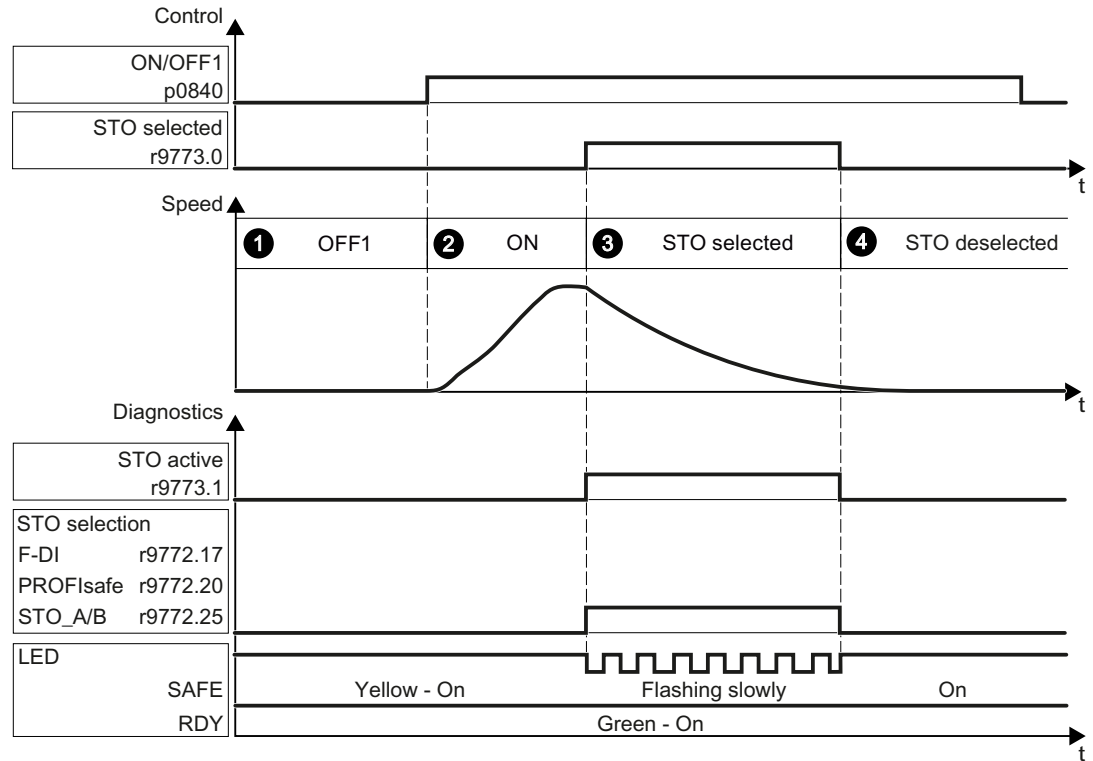 Control
ON/OFF1
p0840
STO selected
r9773.0
t
Speed
1 OFF1 2 ON 3 STO selected 4 STO deselected
t
Diagnostics
STO active
r9773.1
STO selection
F-DI r9772.17
PROFIsafe r9772.20
STO_A/B r9772.25
LED
SAFE Yellow - On Flashing slowly On
RDY Green - On
t